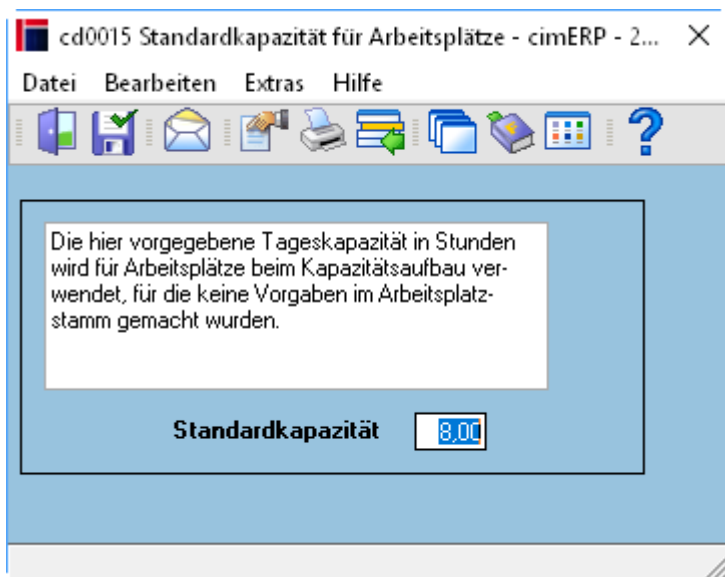 cd0015 Standardkapazität für Arbeitsplätze - cimERP - 2...
Datei Bearbeiten Extras Hilfe
Die hier vorgegebene Tageskapazität in Stunden
wird für Arbeitsplätze beim Kapazitätsaufbau ver-
wendet, für die keine Vorgaben im Arbeitsplatz-
stamm gemacht wurden.
Standardkapazität 8,00